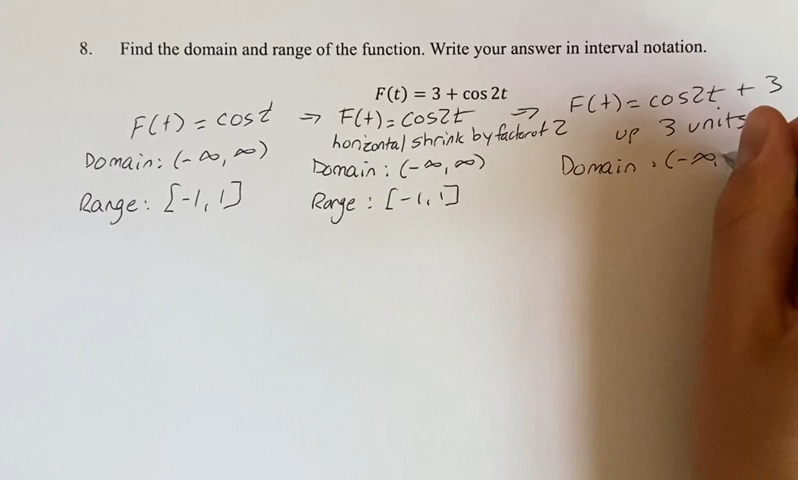 8. Find the domain and range of the function. Write your answer in interval notation.
F(t) = 3 + cos 2t
F(t) = cost ⇒ F(t) = cos2t ⇒ F(t) = cos2t + 3
horizontal shrink by factor of 2 up 3 units
Domain: (-∞, ∞) Domain: (-∞, ∞) Domain: (-∞,
Range: [-1, 1] Range: [-1, 1]